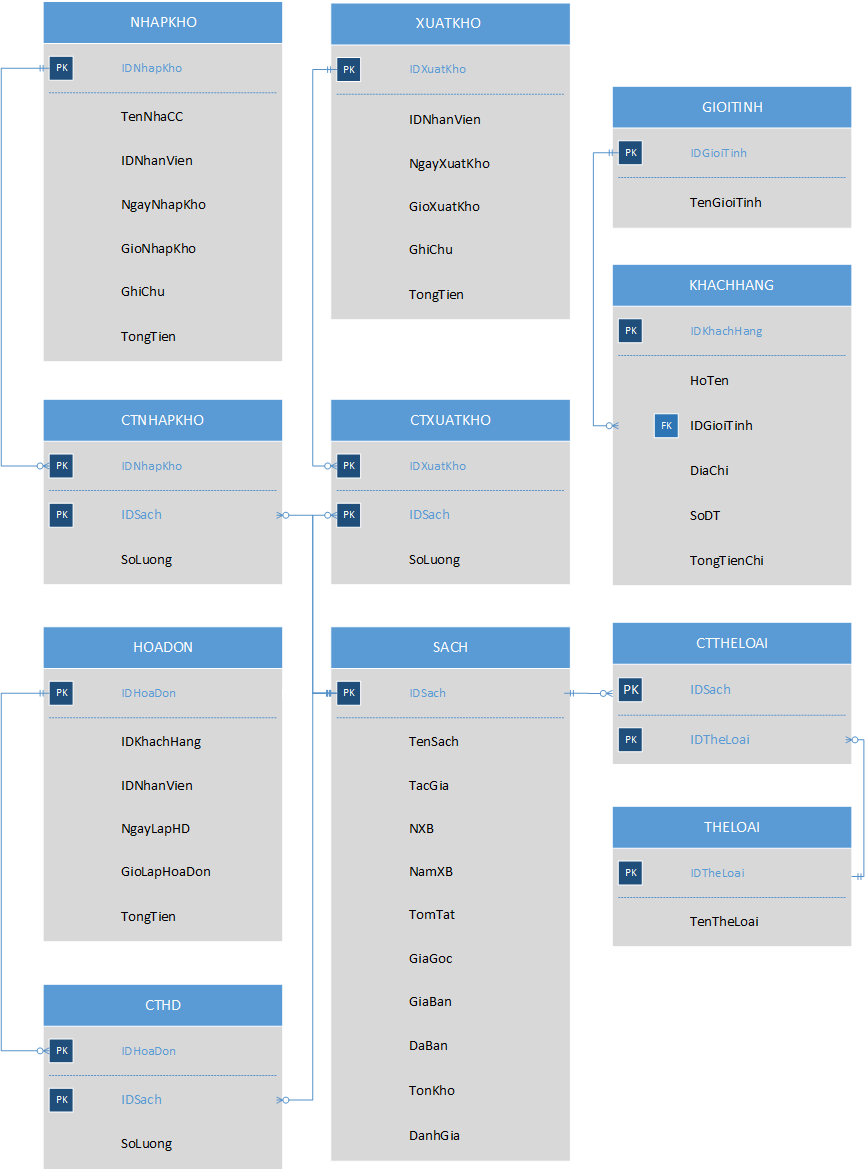 NHAPKHO
PK IDNhapKho
TenNhaCC
IDNhanVien
NgayNhapKho
GioNhapKho
GhiChu
TongTien
XUATKHO
PK IDXuatKho
IDNhanVien
NgayXuatKho
GioXuatKho
GhiChu
TongTien
GIOITINH
PK IDGioiTinh
TenGioiTinh
KHACHHANG
PK IDKhachHang
HoTen
FK IDGioiTinh
DiaChi
SoDT
TongTienChi
CTNHAPKHO
PK IDNhapKho
PK IDSach
SoLuong
CTXUATKHO
PK IDXuatKho
PK IDSach
SoLuong
HOADON
PK IDHoaDon
IDKhachHang
IDNhanVien
NgayLapHD
GioLapHoaDon
TongTien
SACH
PK IDSach
TenSach
TacGia
NXB
NamXB
TomTat
GiaGoc
GiaBan
DaBan
TonKho
DanhGia
CTTHELOAI
PK IDSach
PK IDTheLoai
THELOAI
PK IDTheLoai
TenTheLoai
CTHD
PK IDHoaDon
PK IDSach
SoLuong